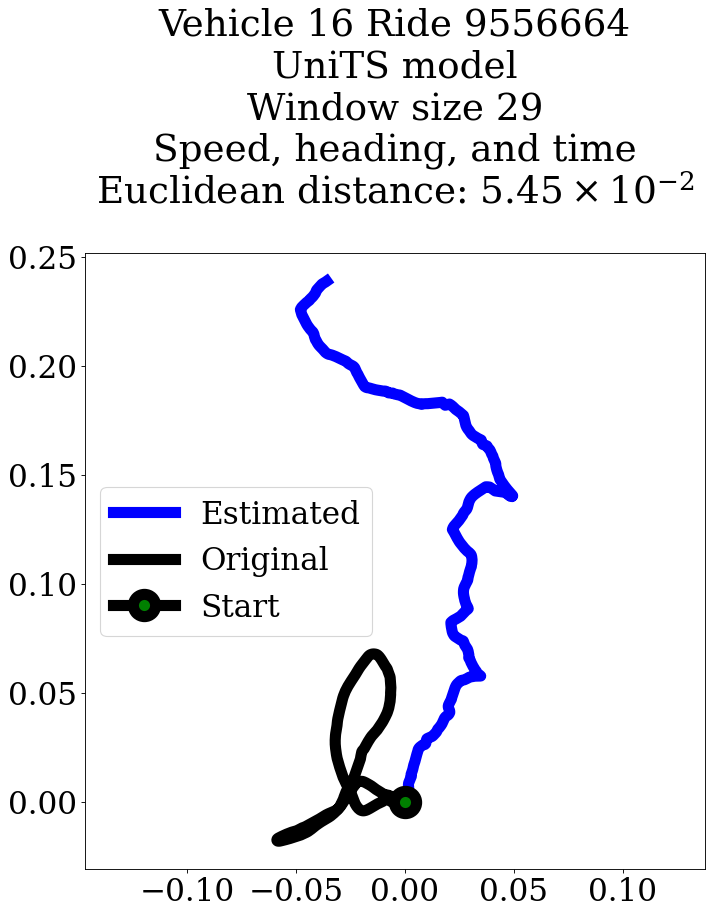 Vehicle 16 Ride 9556664
UniTS model
Window size 29
Speed, heading, and time
Euclidean distance: 5.45 × 10⁻²
0.25
0.20
0.15
0.10
0.05
0.00
Estimated
Original
Start
−0.10 −0.05 0.00 0.05 0.10